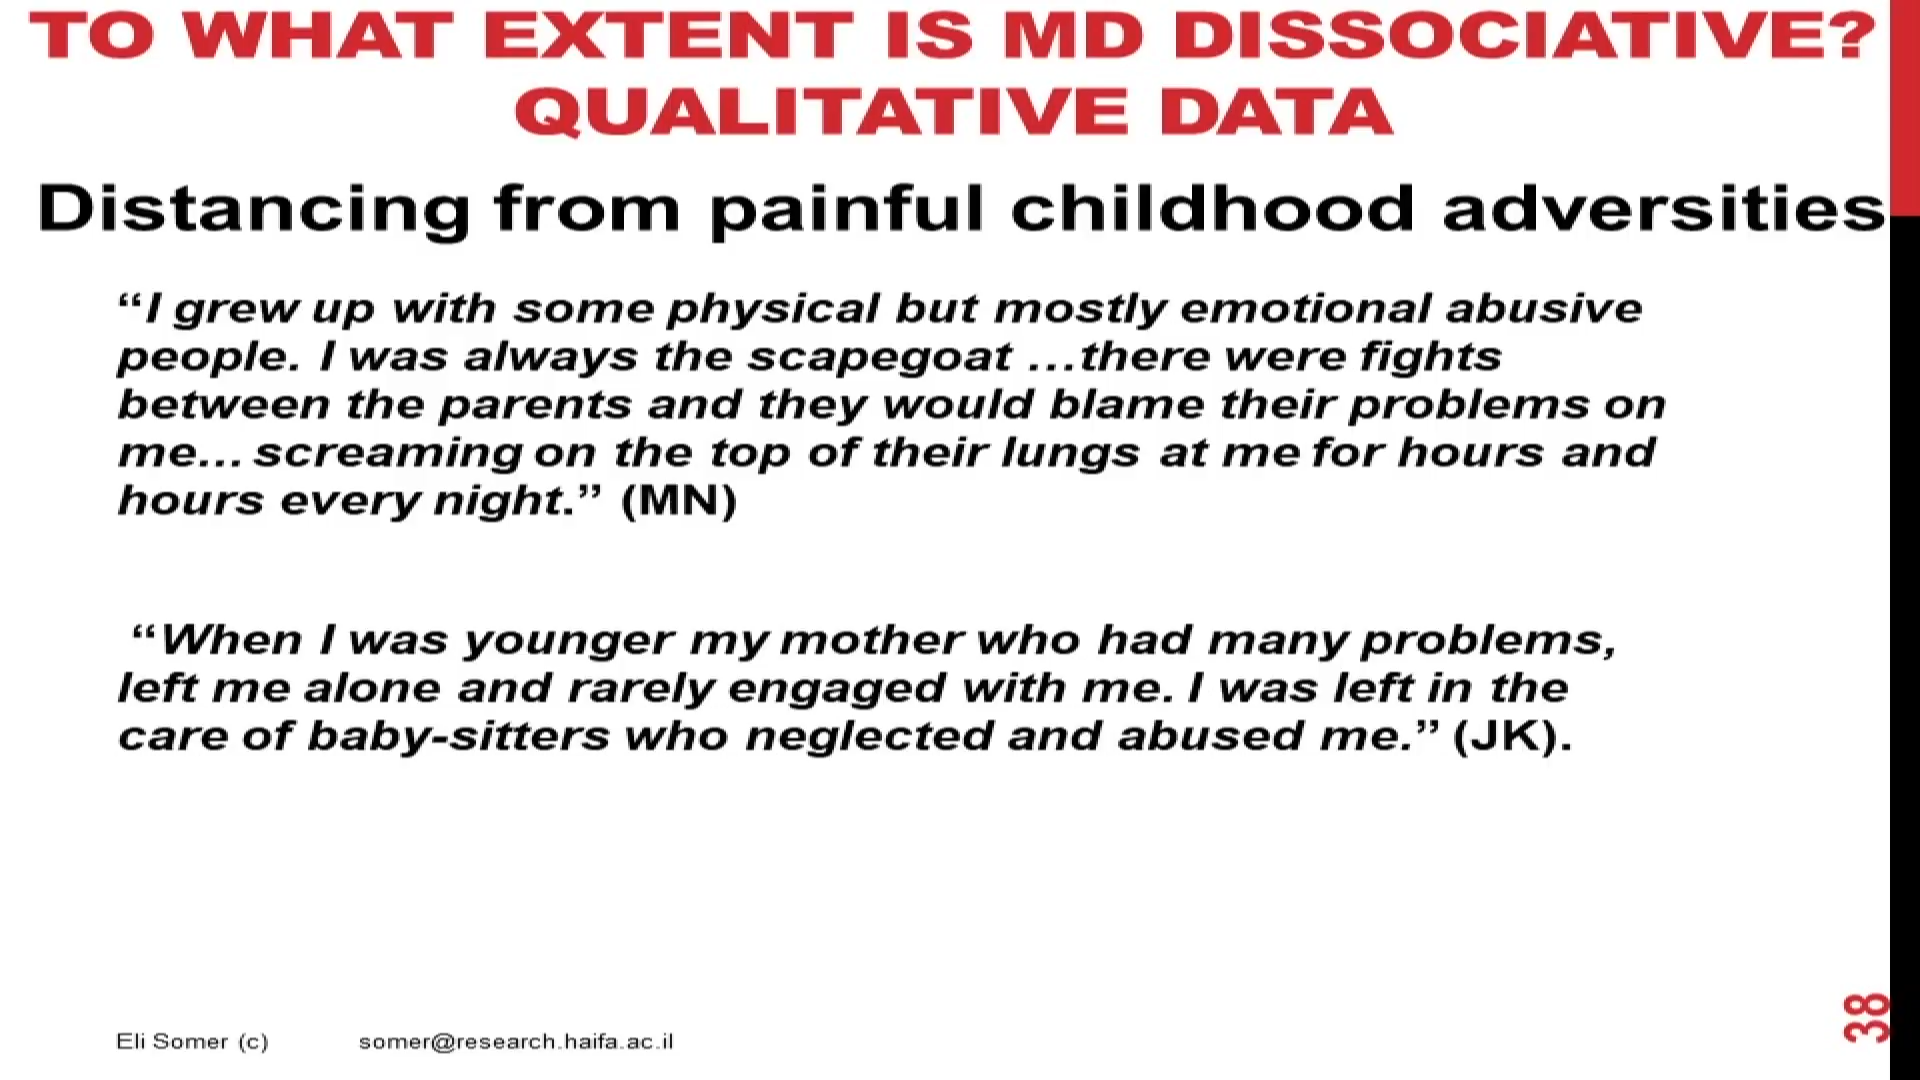 TO WHAT EXTENT IS MD DISSOCIATIVE?
QUALITATIVE DATA
Distancing from painful childhood adversities
“I grew up with some physical but mostly emotional abusive
people. I was always the scapegoat …there were fights
between the parents and they would blame their problems on
me… screaming on the top of their lungs at me for hours and
hours every night.” (MN)
“When I was younger my mother who had many problems,
left me alone and rarely engaged with me. I was left in the
care of baby-sitters who neglected and abused me.” (JK).
Eli Somer (c) somer@research.haifa.ac.il
38